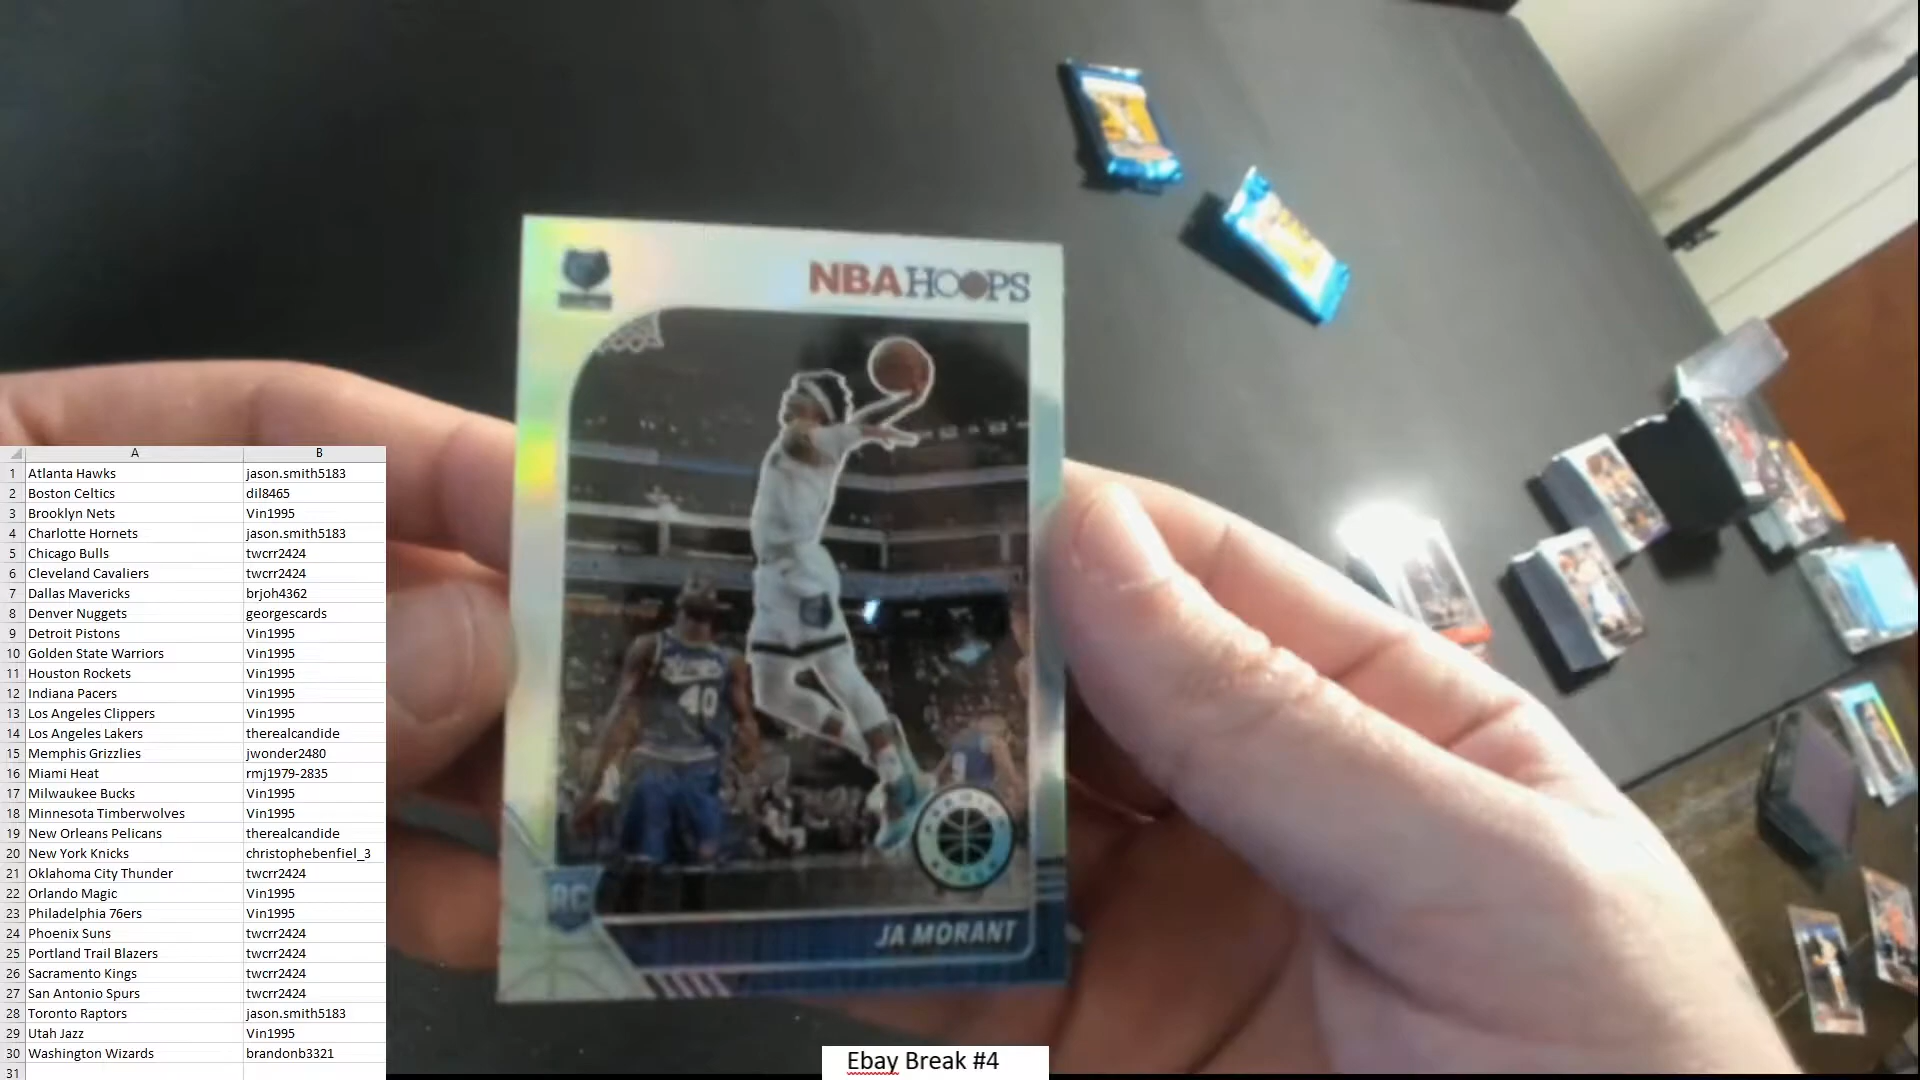 NBA HOOPS
40
9
RC
JA MORANT
A B
1 Atlanta Hawks jason.smith5183
2 Boston Celtics dil8465
3 Brooklyn Nets Vin1995
4 Charlotte Hornets jason.smith5183
5 Chicago Bulls twcrr2424
6 Cleveland Cavaliers twcrr2424
7 Dallas Mavericks brjoh4362
8 Denver Nuggets georgescards
9 Detroit Pistons Vin1995
10 Golden State Warriors Vin1995
11 Houston Rockets Vin1995
12 Indiana Pacers Vin1995
13 Los Angeles Clippers Vin1995
14 Los Angeles Lakers therealcandide
15 Memphis Grizzlies jwonder2480
16 Miami Heat rmj1979-2835
17 Milwaukee Bucks Vin1995
18 Minnesota Timberwolves Vin1995
19 New Orleans Pelicans therealcandide
20 New York Knicks christophebenfiel_3
21 Oklahoma City Thunder twcrr2424
22 Orlando Magic Vin1995
23 Philadelphia 76ers Vin1995
24 Phoenix Suns twcrr2424
25 Portland Trail Blazers twcrr2424
26 Sacramento Kings twcrr2424
27 San Antonio Spurs twcrr2424
28 Toronto Raptors jason.smith5183
29 Utah Jazz Vin1995
30 Washington Wizards brandonb3321
31
Ebay Break #4